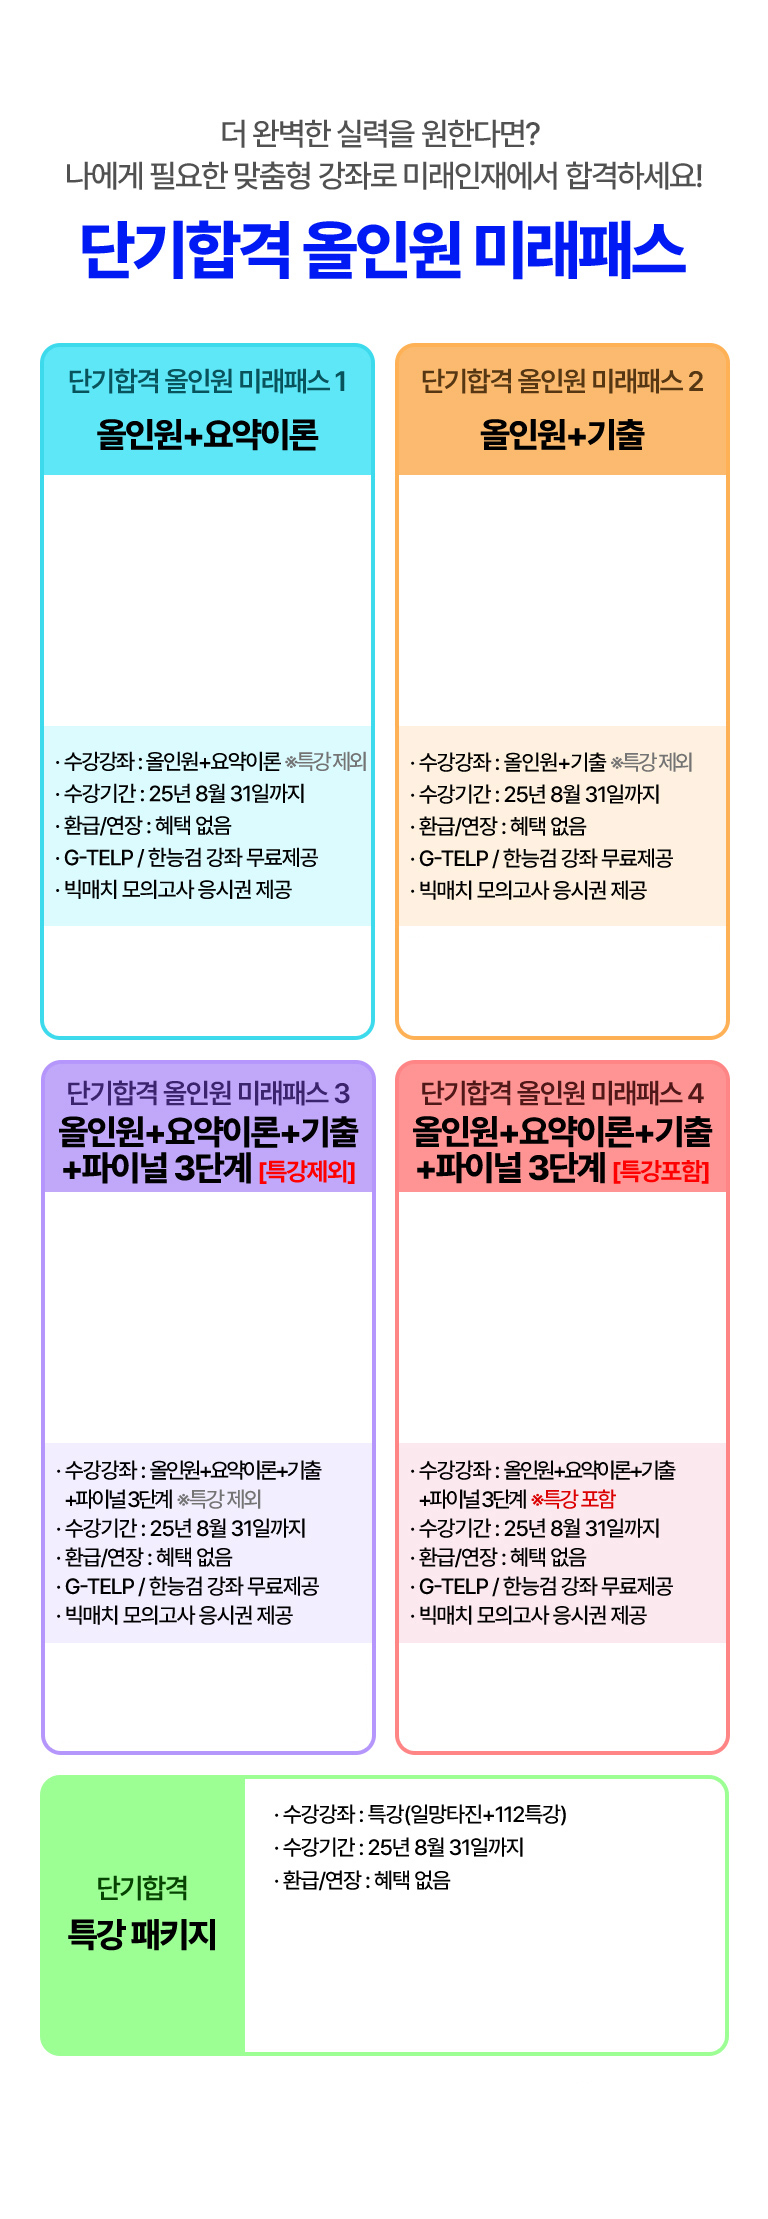 더 완벽한 실력을 원한다면?
나에게 필요한 맞춤형 강좌로 미래인재에서 합격하세요!
단기합격 올인원 미래패스
단기합격 올인원 미래패스 1
올인원+요약이론
· 수강강좌 : 올인원+요약이론 ※특강 제외
· 수강기간 : 25년 8월 31일까지
· 환급/연장 : 혜택 없음
· G-TELP / 한능검 강좌 무료제공
· 빅매치 모의고사 응시권 제공
단기합격 올인원 미래패스 2
올인원+기출
· 수강강좌 : 올인원+기출 ※특강 제외
· 수강기간 : 25년 8월 31일까지
· 환급/연장 : 혜택 없음
· G-TELP / 한능검 강좌 무료제공
· 빅매치 모의고사 응시권 제공
단기합격 올인원 미래패스 3
올인원+요약이론+기출
+파이널 3단계 [특강제외]
· 수강강좌 : 올인원+요약이론+기출
+파이널 3단계 ※특강 제외
· 수강기간 : 25년 8월 31일까지
· 환급/연장 : 혜택 없음
· G-TELP / 한능검 강좌 무료제공
· 빅매치 모의고사 응시권 제공
단기합격 올인원 미래패스 4
올인원+요약이론+기출
+파이널 3단계 [특강포함]
· 수강강좌 : 올인원+요약이론+기출
+파이널 3단계 ※특강 포함
· 수강기간 : 25년 8월 31일까지
· 환급/연장 : 혜택 없음
· G-TELP / 한능검 강좌 무료제공
· 빅매치 모의고사 응시권 제공
단기합격
특강 패키지
· 수강강좌 : 특강(일망타진+112특강)
· 수강기간 : 25년 8월 31일까지
· 환급/연장 : 혜택 없음